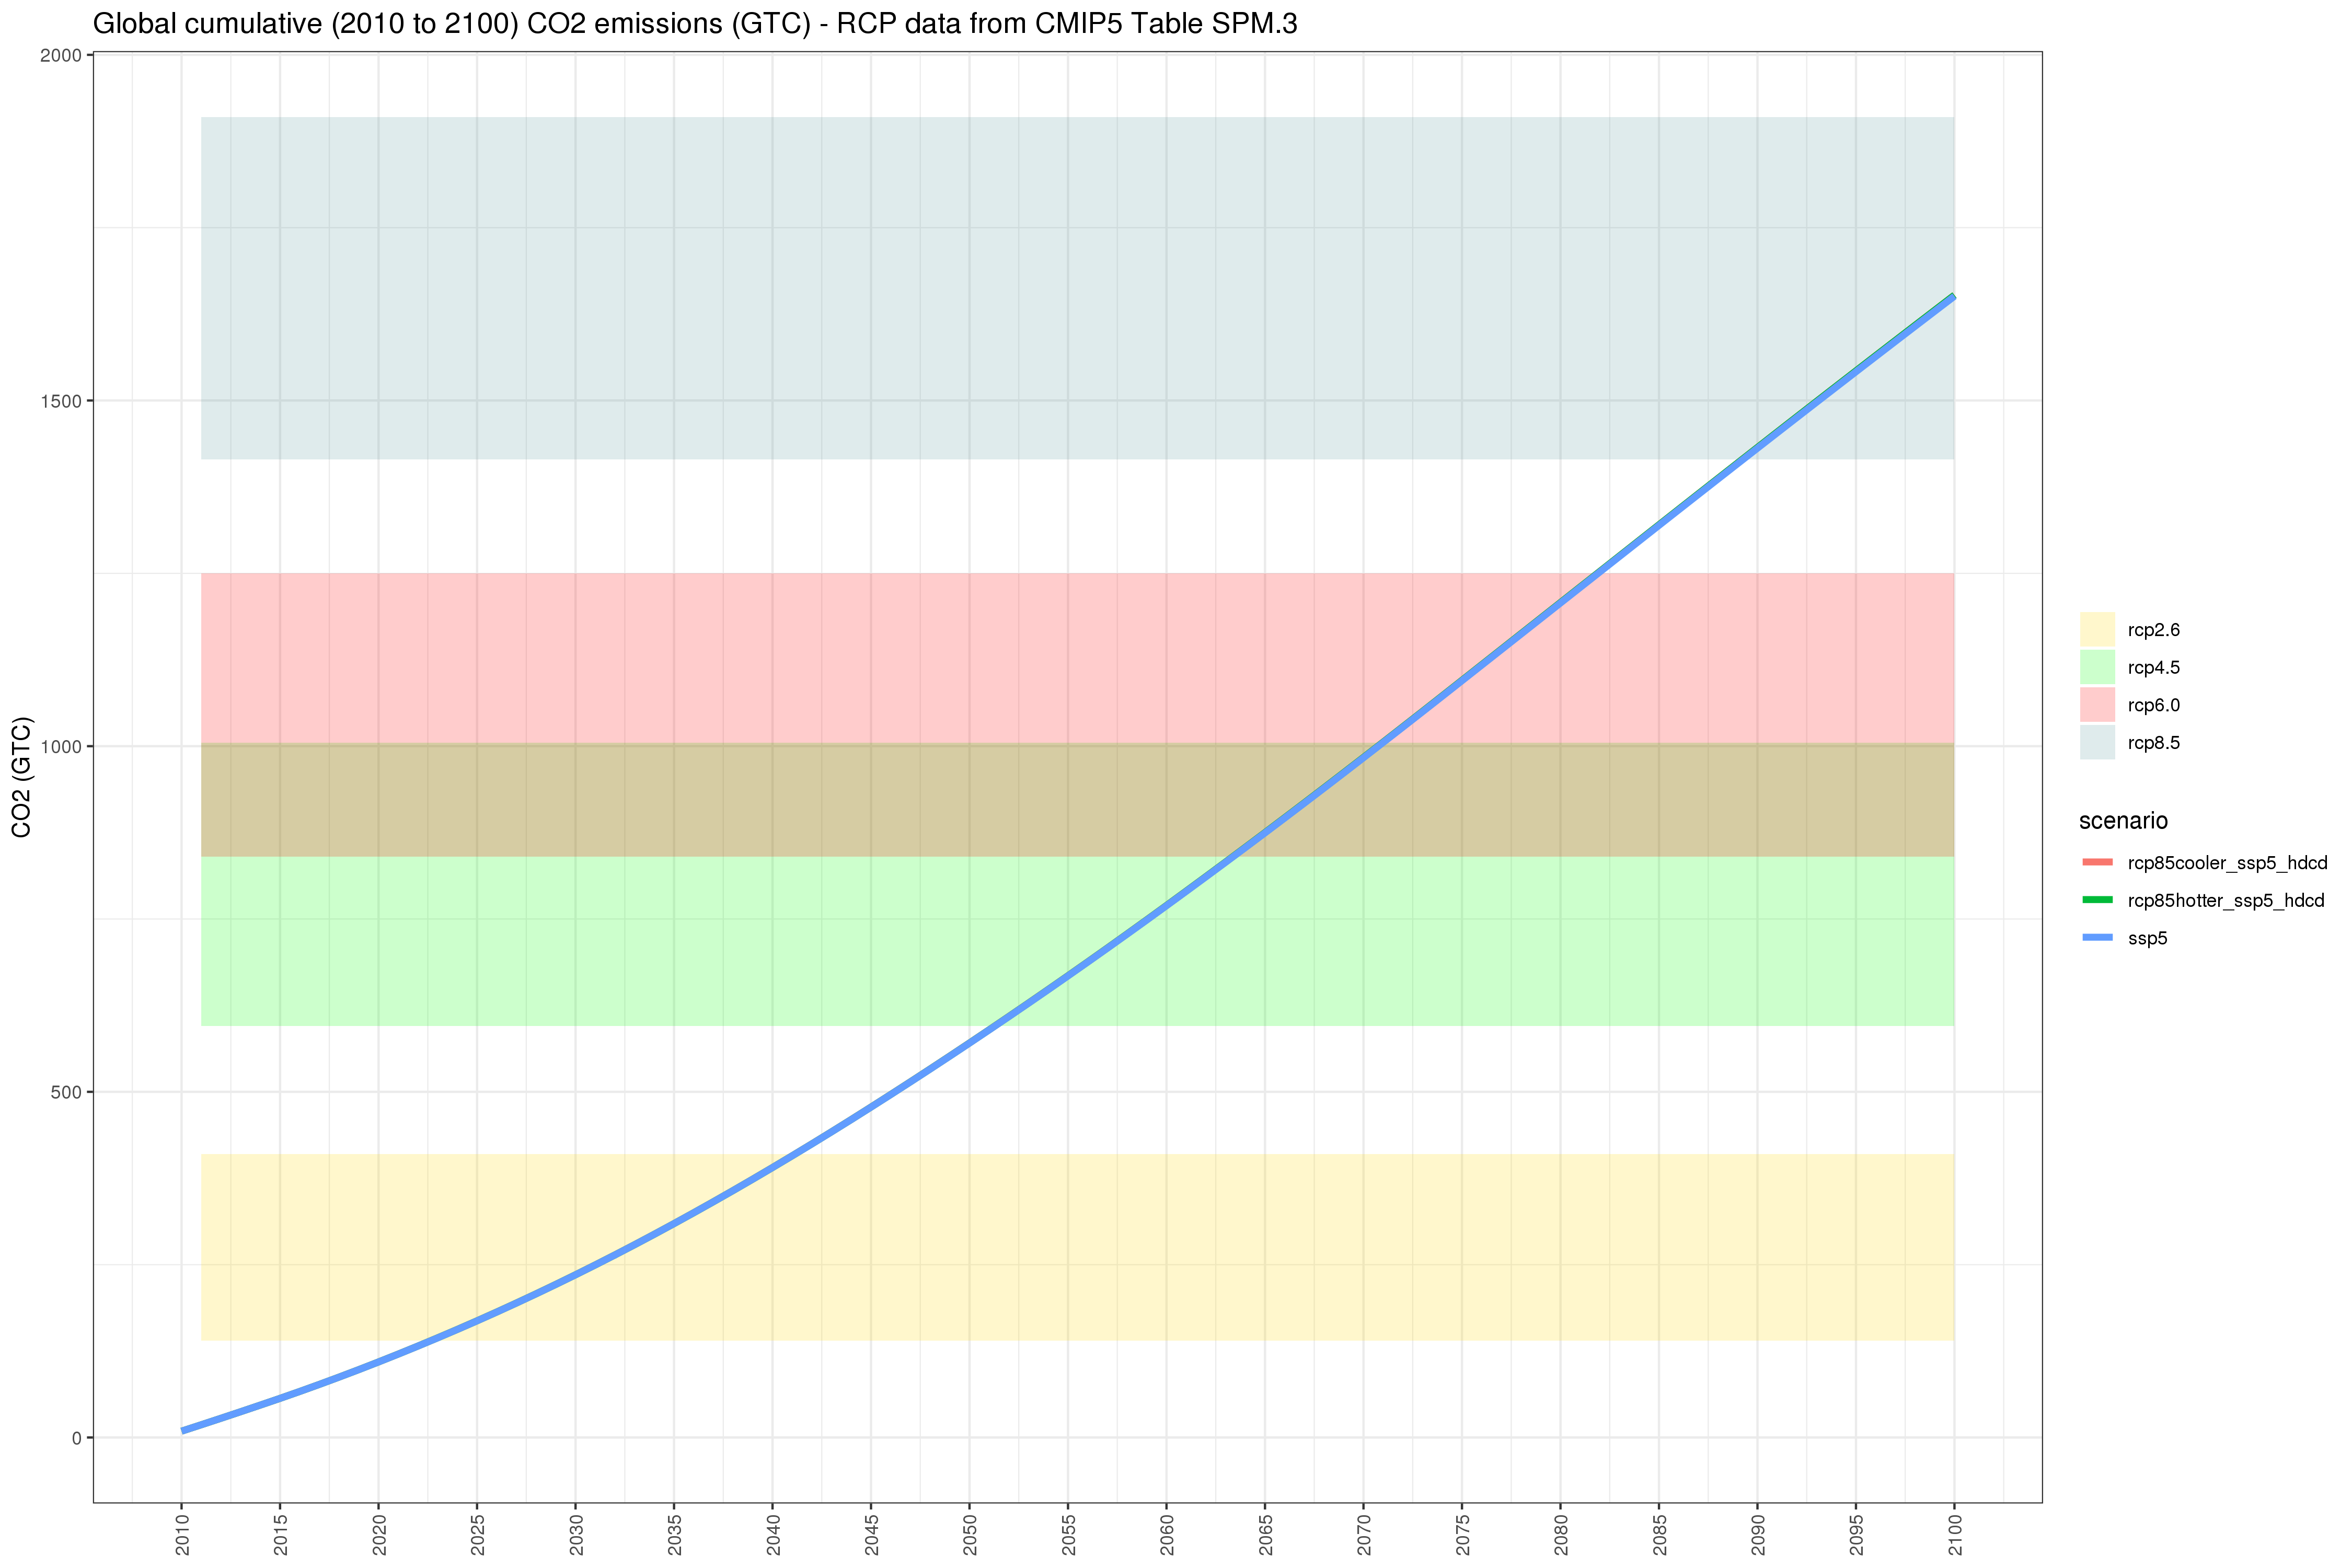 Global cumulative (2010 to 2100) CO2 emissions (GTC) - RCP data from CMIP5 Table SPM.3
CO2 (GTC)
2000
1500
1000
500
0
2010
2015
2020
2025
2030
2035
2040
2045
2050
2055
2060
2065
2070
2075
2080
2085
2090
2095
2100
rcp2.6
rcp4.5
rcp6.0
rcp8.5
scenario
rcp85cooler_ssp5_hdcd
rcp85hotter_ssp5_hdcd
ssp5